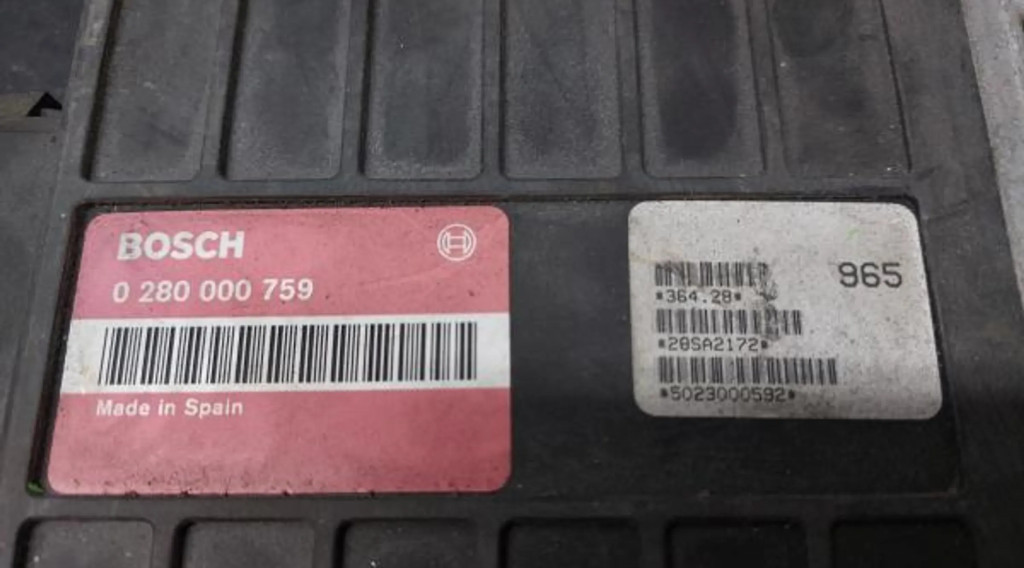 BOSCH
0 280 000 759
Made in Spain
965
*364.28*
*28SA2172*
*5023000592*